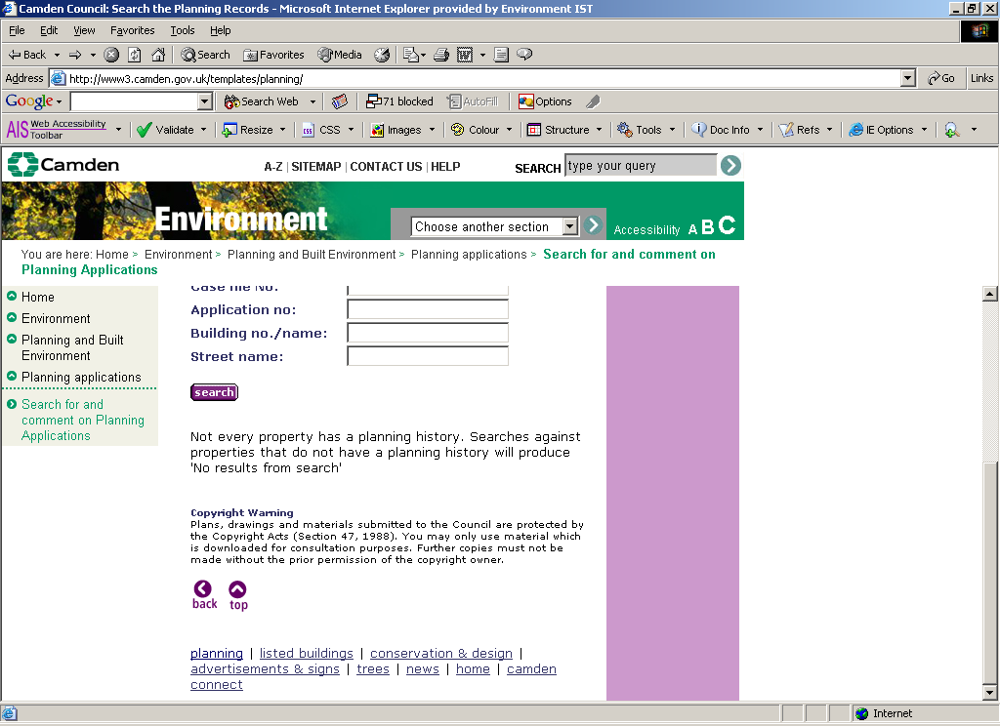 Camden Council: Search the Planning Records - Microsoft Internet Explorer provided by Environment IST
File Edit View Favorites Tools Help
Back Search Favorites Media
Address http://www3.camden.gov.uk/templates/planning/ Go Links
Google Search Web 71 blocked AutoFill Options
AIS Web Accessibility Toolbar Validate Resize CSS Images Colour Structure Tools Doc Info Refs IE Options
Camden A-Z | SITEMAP | CONTACT US | HELP SEARCH type your query
Environment Choose another section Accessibility A B C
You are here: Home > Environment > Planning and Built Environment > Planning applications > Search for and comment on
Planning Applications
Home
Environment
Planning and Built
Environment
Planning applications
Search for and
comment on Planning
Applications
Case file No:
Application no:
Building no./name:
Street name:
search
Not every property has a planning history. Searches against
properties that do not have a planning history will produce
'No results from search'
Copyright Warning
Plans, drawings and materials submitted to the Council are protected by
the Copyright Acts (Section 47, 1988). You may only use material which
is downloaded for consultation purposes. Further copies must not be
made without the prior permission of the copyright owner.
back top
planning | listed buildings | conservation & design |
advertisements & signs | trees | news | home | camden
connect
Internet